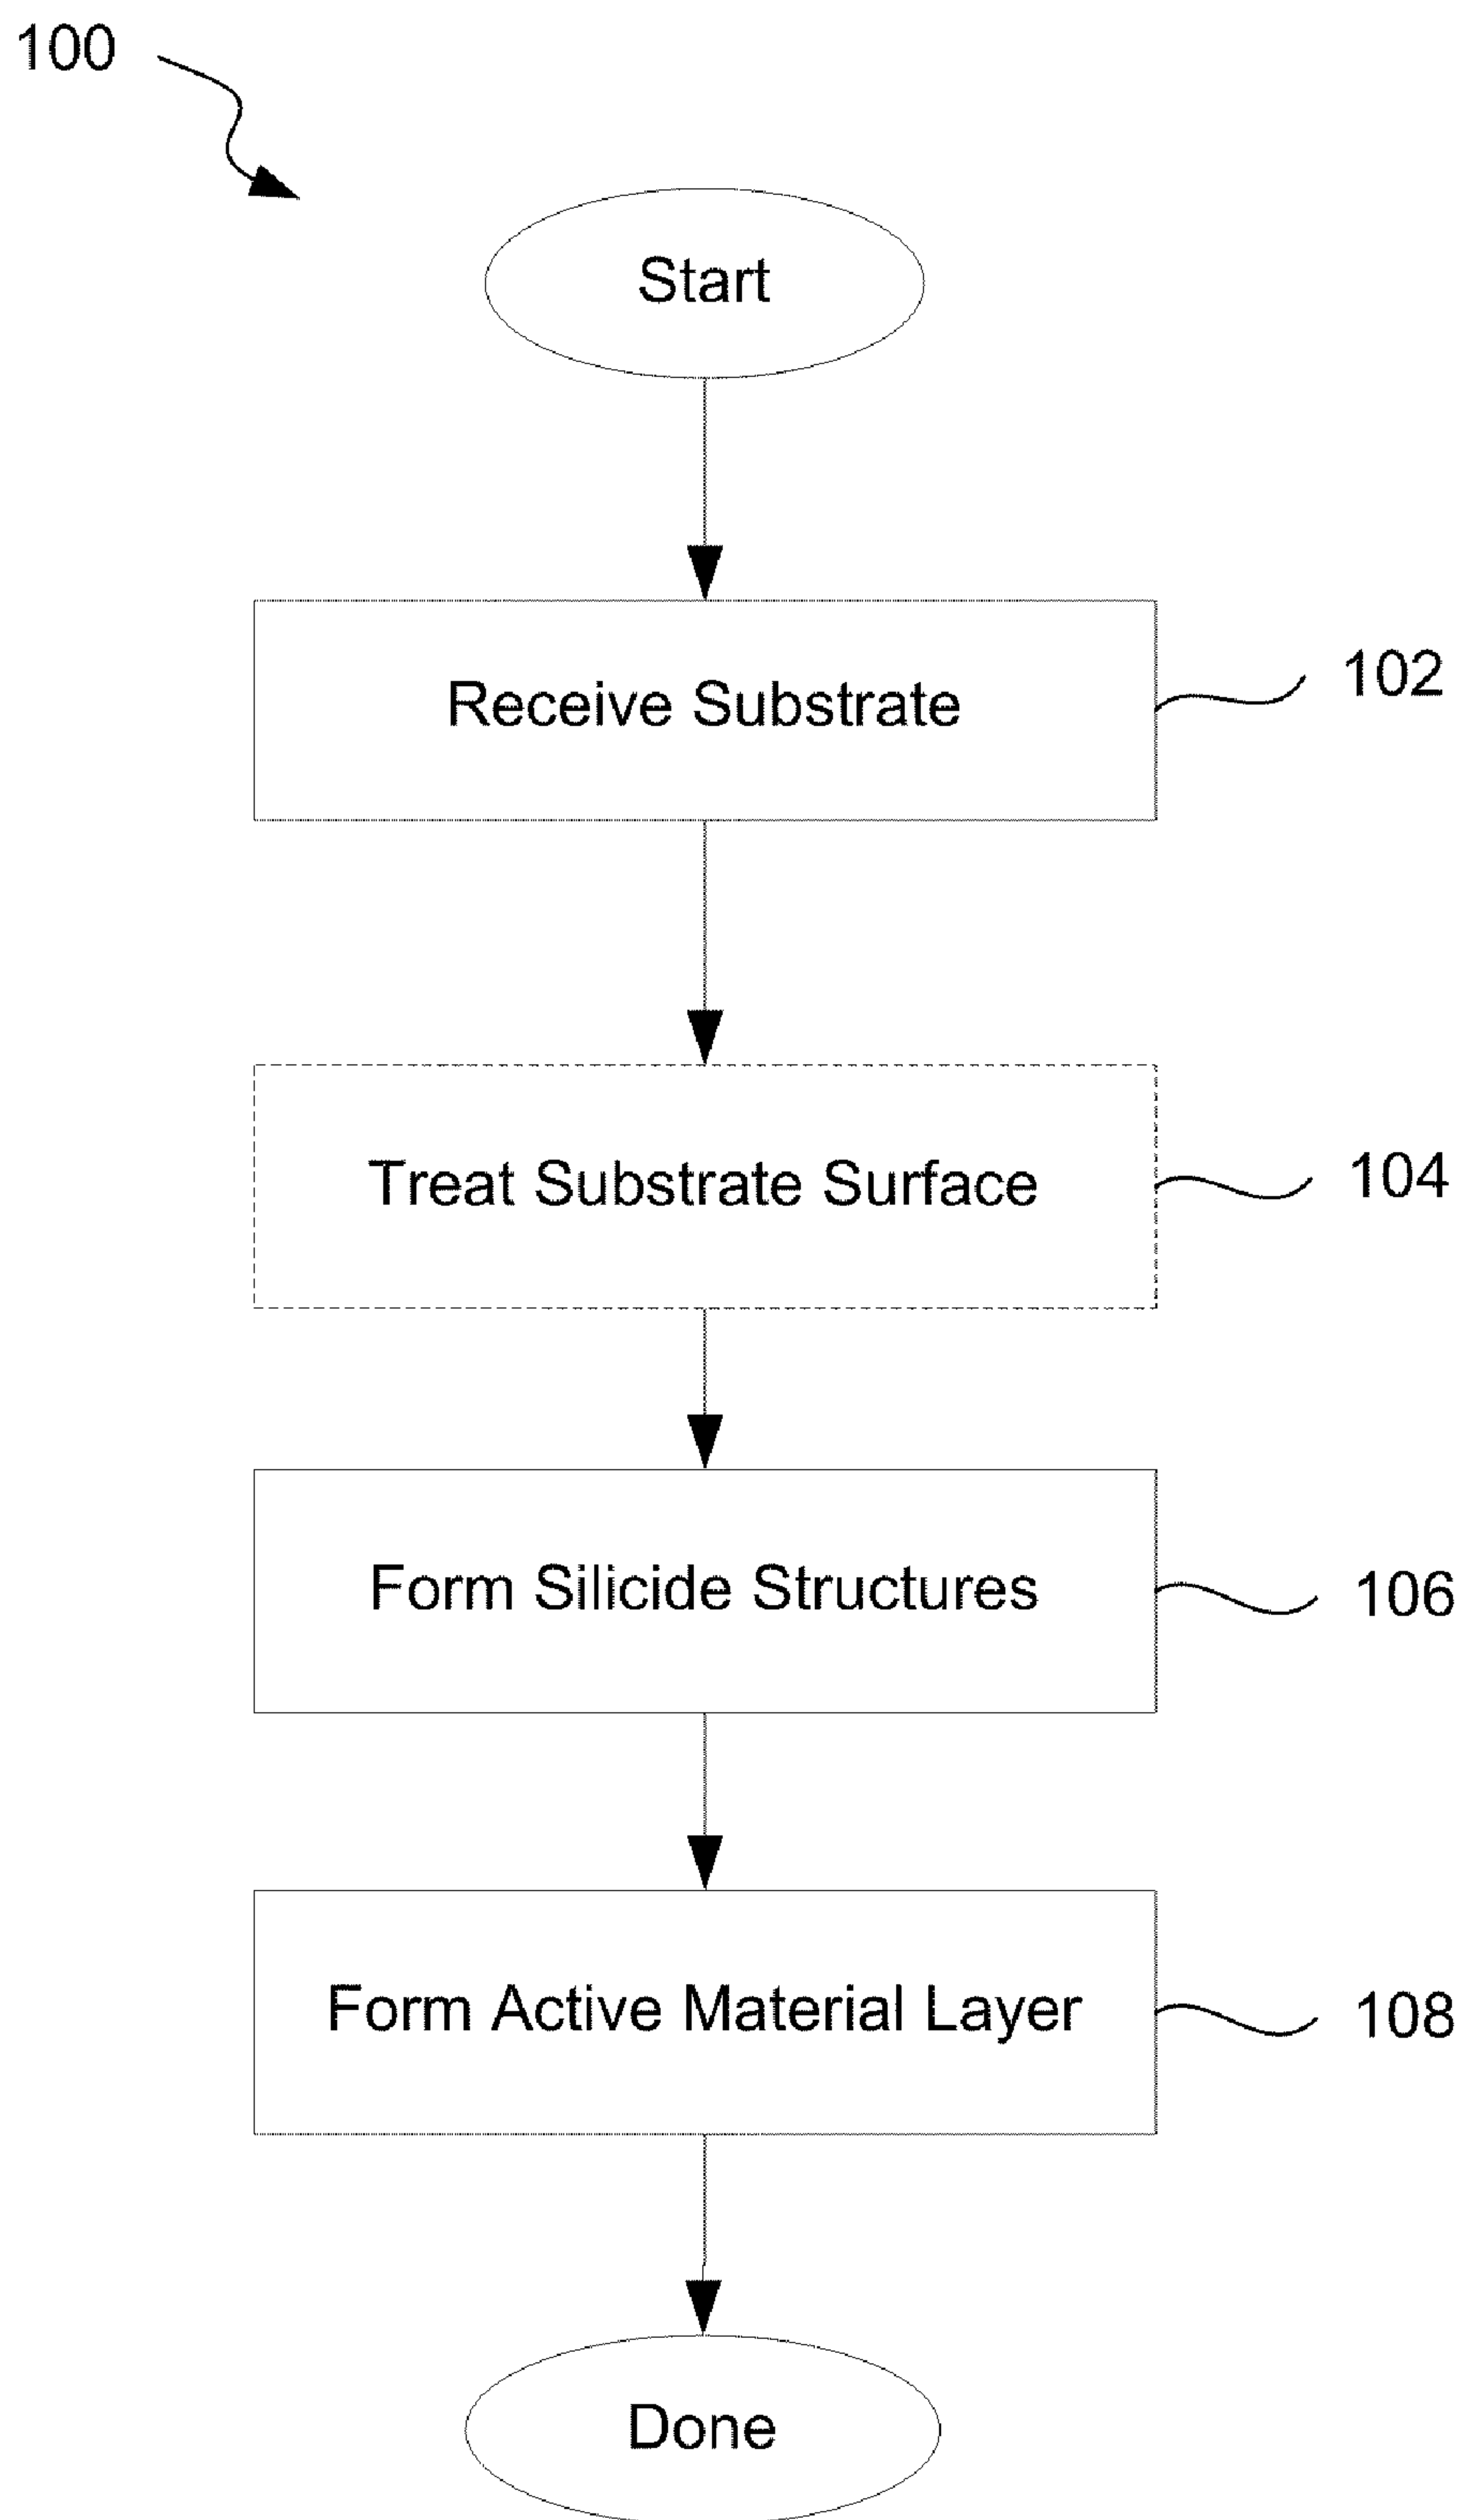 100
Start
Receive Substrate
102
Treat Substrate Surface
104
Form Silicide Structures
106
Form Active Material Layer
108
Done